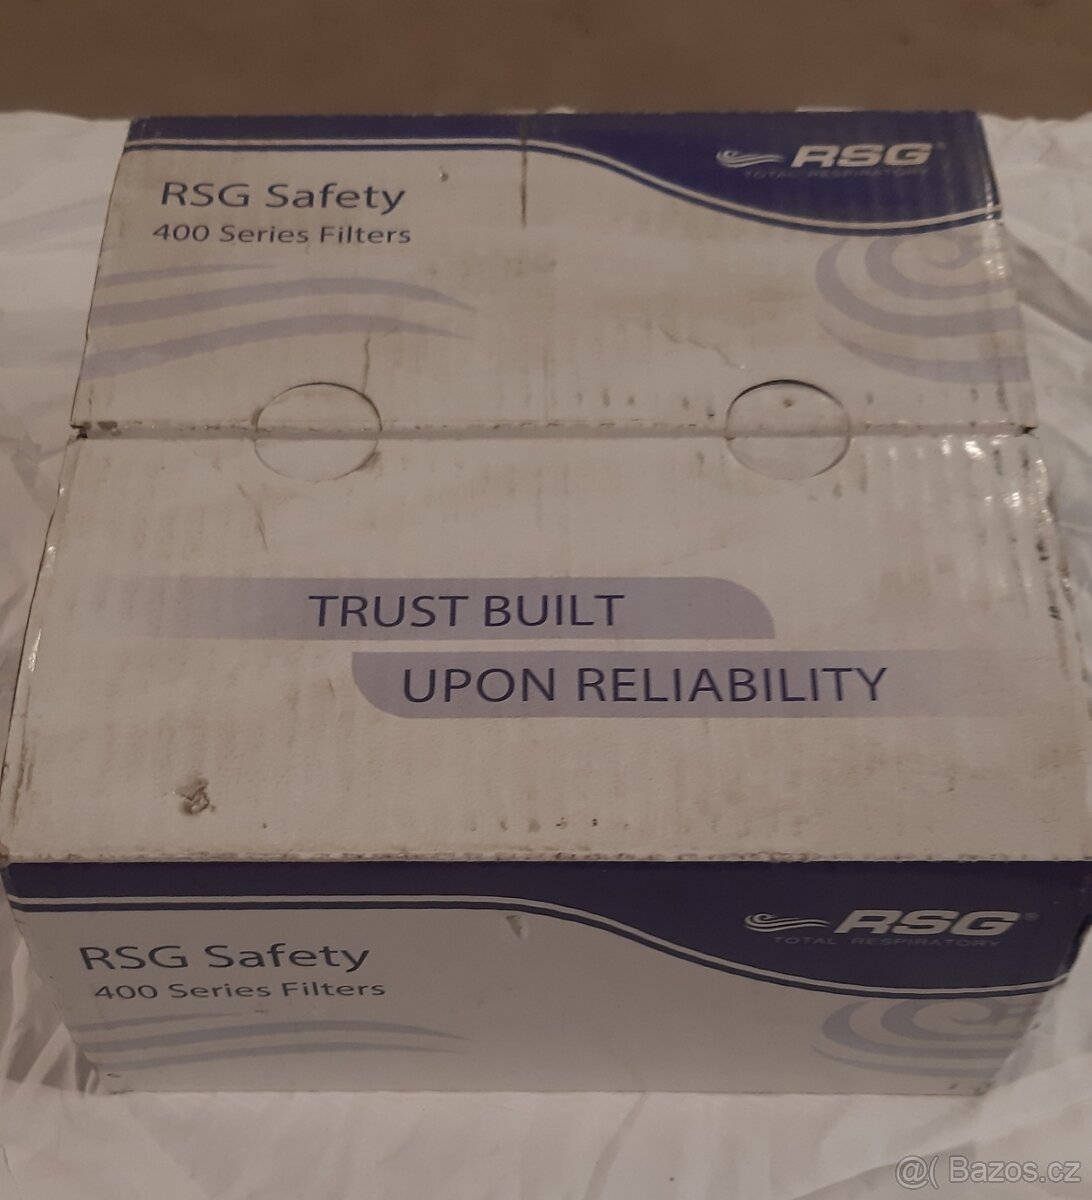 RSG®
TOTAL RESPIRATORY
RSG Safety
400 Series Filters
TRUST BUILT
UPON RELIABILITY
RSG®
TOTAL RESPIRATORY
RSG Safety
400 Series Filters
@( Bazos.cz